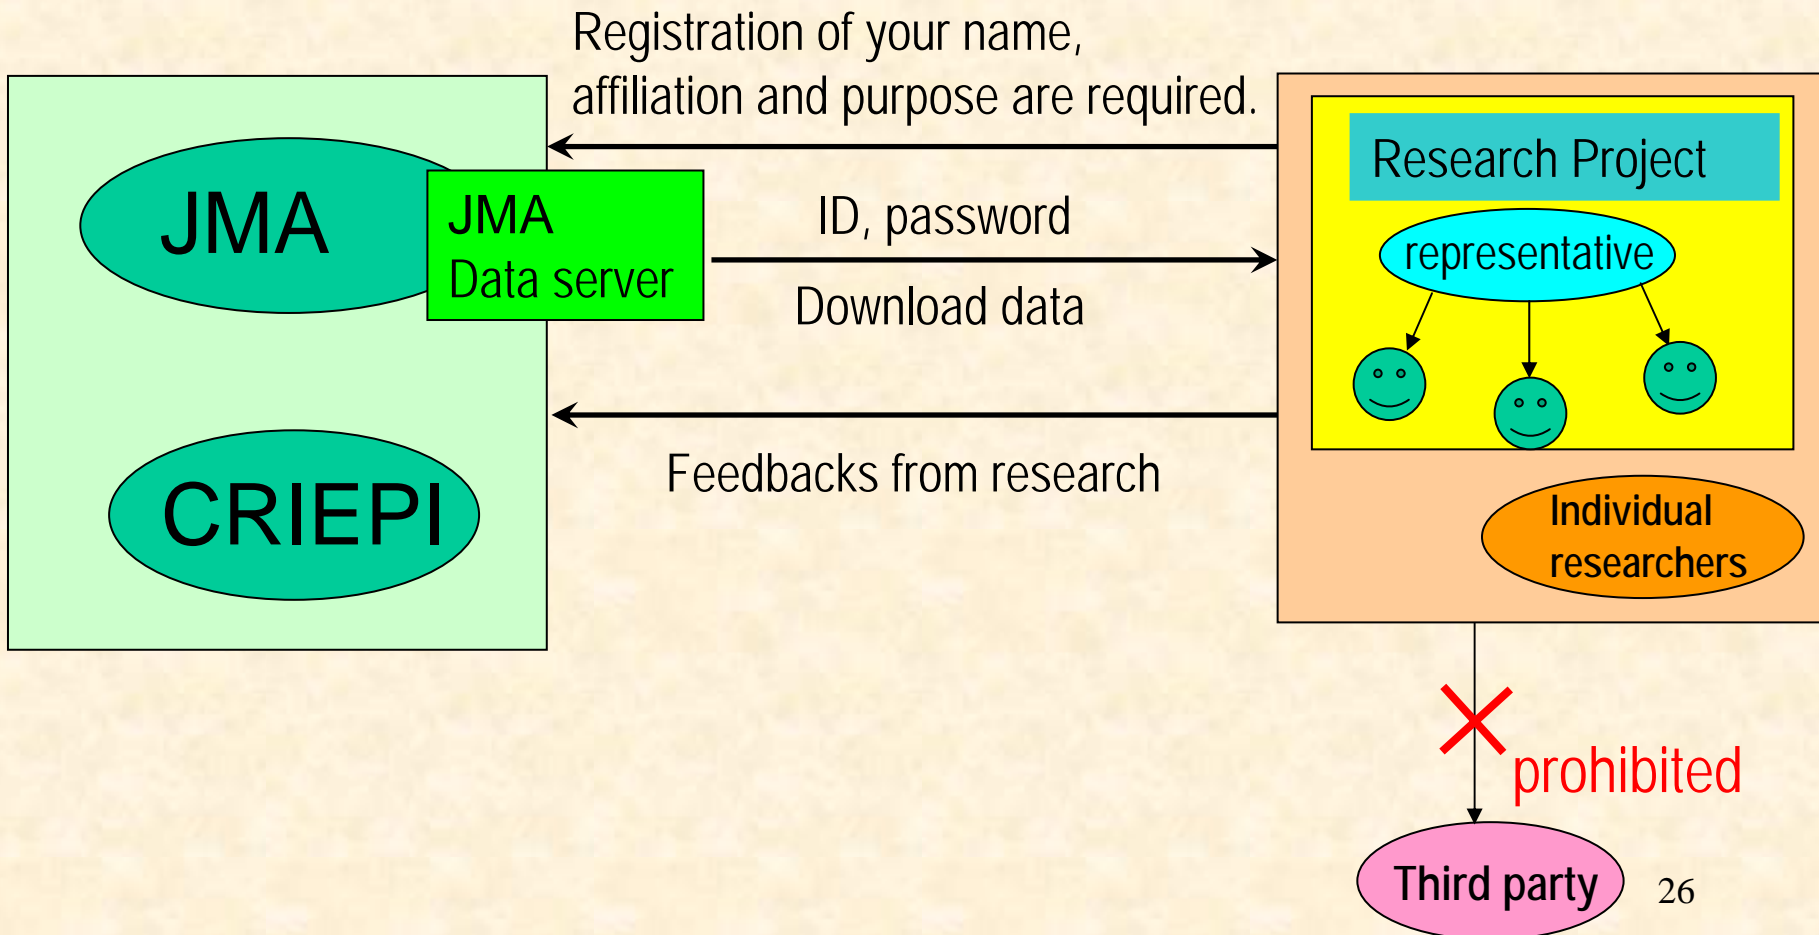 Registration of your name,
affiliation and purpose are required.
JMA
JMA
Data server
ID, password
Download data
Research Project
representative
CRIEPI
Feedbacks from research
Individual
researchers
prohibited
Third party
26